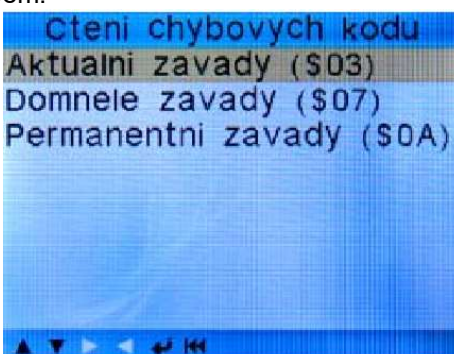 Cteni chybovych kodu
Aktualni zavady ($03)
Domnele zavady ($07)
Permanentni zavady ($0A)